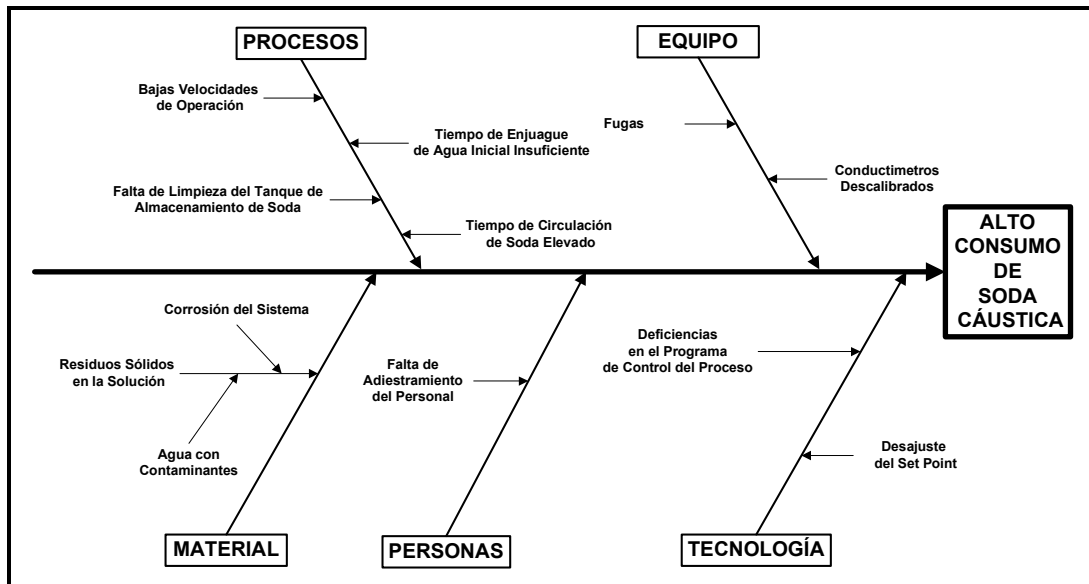 PROCESOS
EQUIPO
Bajas Velocidades
de Operación
Tiempo de Enjuague
de Agua Inicial Insuficiente
Falta de Limpieza del Tanque de
Almacenamiento de Soda
Tiempo de Circulación
de Soda Elevado
Fugas
Conductimetros
Descalibrados
ALTO
CONSUMO
DE
SODA
CÁUSTICA
Corrosión del Sistema
Residuos Sólidos
en la Solución
Agua con
Contaminantes
Falta de
Adiestramiento
del Personal
Deficiencias
en el Programa
de Control del Proceso
Desajuste
del Set Point
MATERIAL
PERSONAS
TECNOLOGÍA